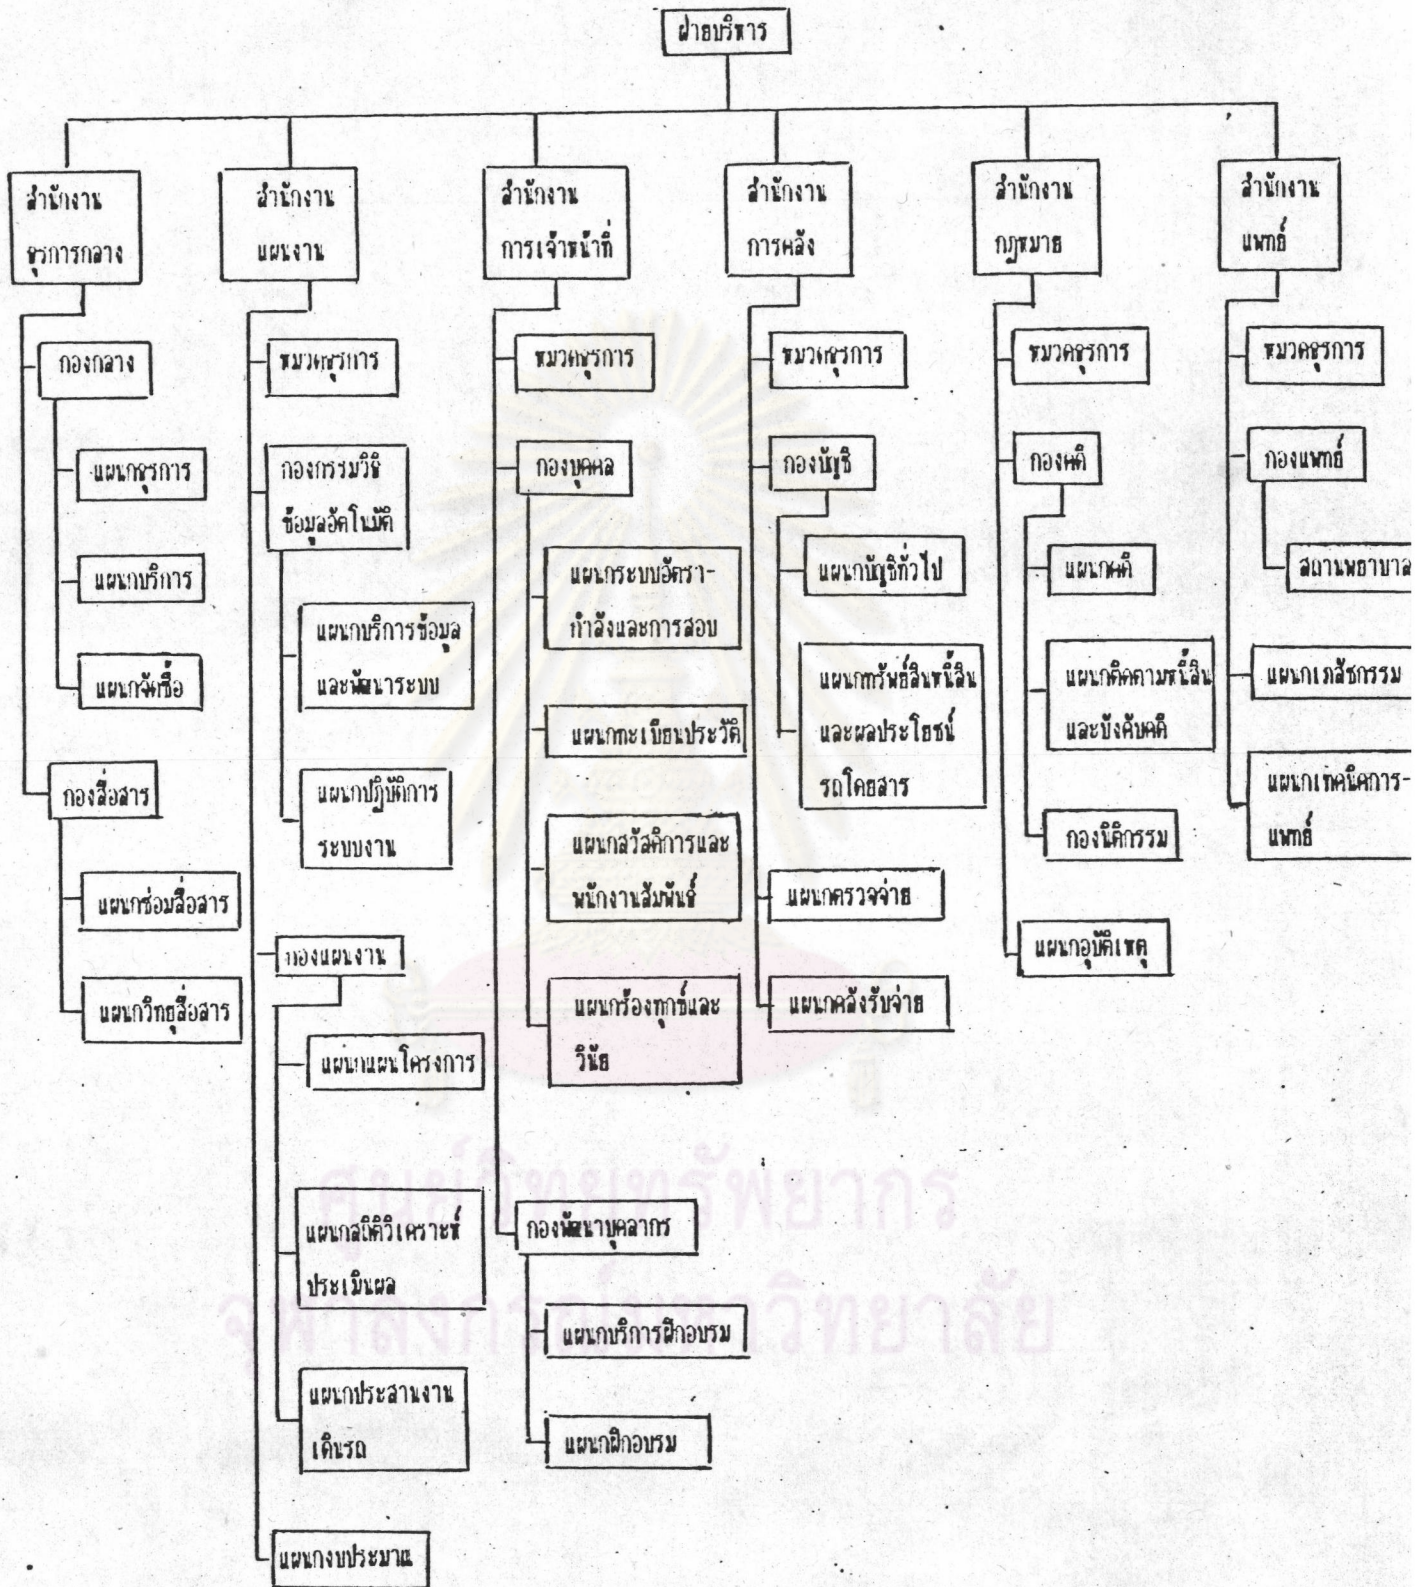 ฝ่ายบริหาร
สำนักงาน
ธุรการกลาง
กองกลาง
แผนกธุรการ
แผนกบริการ
แผนกจัดซื้อ
กองสื่อสาร
แผนกซ่อมสื่อสาร
แผนกวิทยุสื่อสาร
สำนักงาน
แผนงาน
หมวดธุรการ
กองกรรมวิธี
ข้อมูลอัตโนมัติ
แผนกบริการข้อมูล
และพัฒนาระบบ
แผนกปฏิบัติการ
ระบบงาน
กองแผนงาน
แผนกแผนโครงการ
แผนกสถิติวิเคราะห์
ประเมินผล
แผนกประสานงาน
เดินรถ
แผนกงบประมาณ
สำนักงาน
การเจ้าหน้าที่
หมวดธุรการ
กองบุคคล
แผนกระบบอัตรา-
กำลังและการสอบ
แผนกทะเบียนประวัติ
แผนกสวัสดิการและ
พนักงานสัมพันธ์
แผนกร้องทุกข์และ
วินัย
กองพัฒนาบุคลากร
แผนกบริการฝึกอบรม
แผนกฝึกอบรม
สำนักงาน
การคลัง
หมวดธุรการ
กองบัญชี
แผนกบัญชีทั่วไป
แผนกทรัพย์สินหนี้สิน
และผลประโยชน์
รถโดยสาร
แผนกตรวจจ่าย
แผนกคลังรับจ่าย
สำนักงาน
กฎหมาย
หมวดธุรการ
กองคดี
แผนกคดี
แผนกติดตามหนี้สิน
และบังคับคดี
กองนิติกรรม
แผนกอุบัติเหตุ
สำนักงาน
แพทย์
หมวดธุรการ
กองแพทย์
สถานพยาบาล
แผนกเภสัชกรรม
แผนกเทคนิคการ-
แพทย์
ศูนย์วิทยทรัพยากร
จุฬาลงกรณ์มหาวิทยาลัย